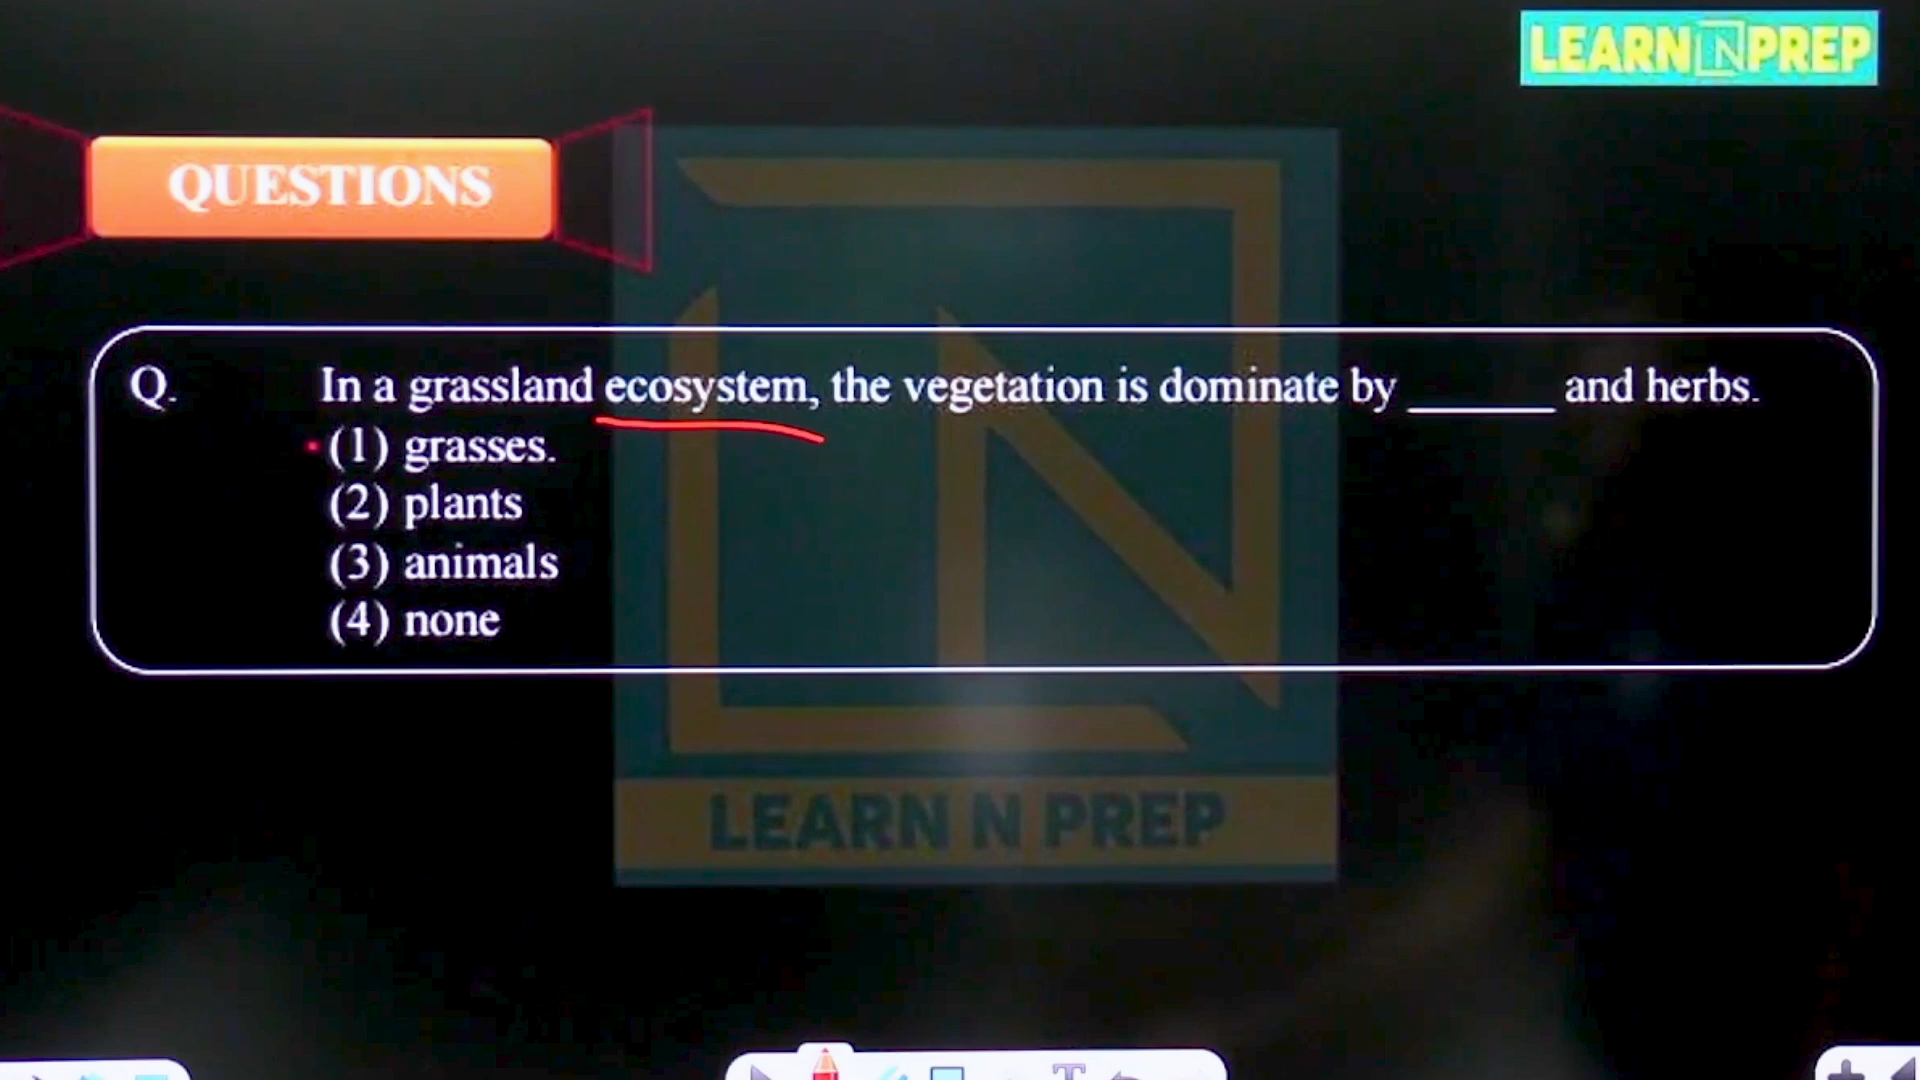 LEARN N PREP
QUESTIONS
Q. In a grassland ecosystem, the vegetation is dominate by ______ and herbs.
(1) grasses.
(2) plants
(3) animals
(4) none
LEARN N PREP
T